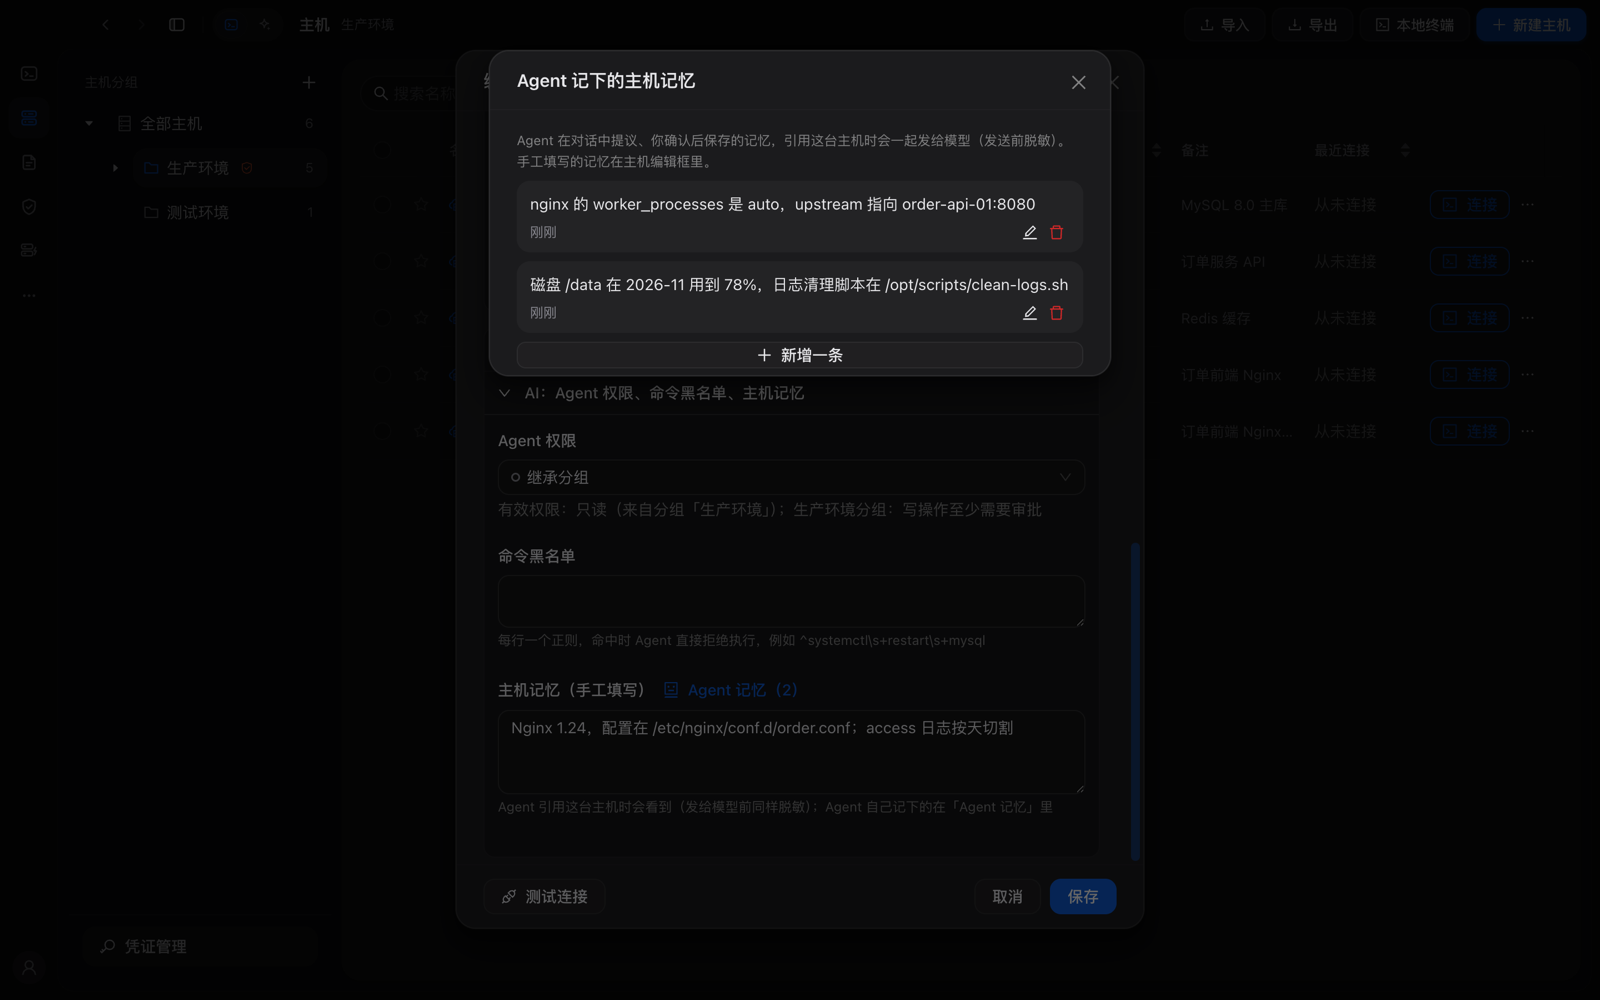 主机 生产环境
导入 导出 本地终端 新建主机
主机分组
全部主机 6
生产环境 5
测试环境 1
凭证管理
搜索名称
备注 最近连接
MySQL 8.0 主库 从未连接 连接
订单服务 API 从未连接 连接
Redis 缓存 从未连接 连接
订单前端 Nginx 从未连接 连接
订单前端 Nginx... 从未连接 连接
Agent 记下的主机记忆
Agent 在对话中提议、你确认后保存的记忆，引用这台主机时会一起发给模型（发送前脱敏）。
手工填写的记忆在主机编辑框里。
nginx 的 worker_processes 是 auto，upstream 指向 order-api-01:8080
刚刚
磁盘 /data 在 2026-11 用到 78%，日志清理脚本在 /opt/scripts/clean-logs.sh
刚刚
新增一条
AI：Agent 权限、命令黑名单、主机记忆
Agent 权限
继承分组
有效权限：只读（来自分组「生产环境」）；生产环境分组：写操作至少需要审批
命令黑名单
每行一个正则，命中时 Agent 直接拒绝执行，例如 ^systemctl\s+restart\s+mysql
主机记忆（手工填写） Agent 记忆（2）
Nginx 1.24，配置在 /etc/nginx/conf.d/order.conf；access 日志按天切割
Agent 引用这台主机时会看到（发给模型前同样脱敏）；Agent 自己记下的在「Agent 记忆」里
测试连接 取消 保存